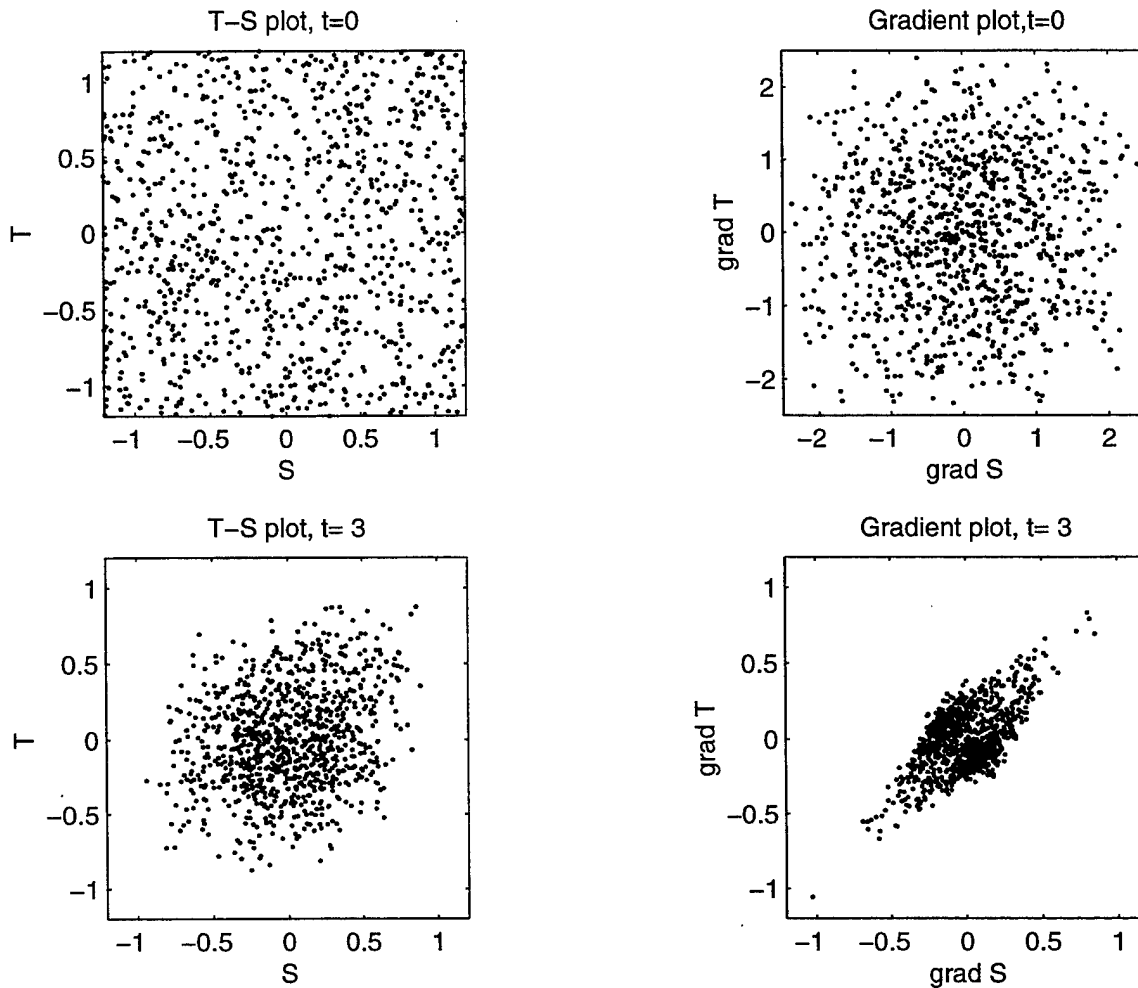 T-S plot, t=0
1
0.5
0
-0.5
-1
T
-1 -0.5 0 0.5 1
S
Gradient plot,t=0
2
1
0
-1
-2
grad T
-2 -1 0 1 2
grad S
T-S plot, t= 3
1
0.5
0
-0.5
-1
T
-1 -0.5 0 0.5 1
S
Gradient plot, t= 3
1
0.5
0
-0.5
-1
grad T
-1 -0.5 0 0.5 1
grad S